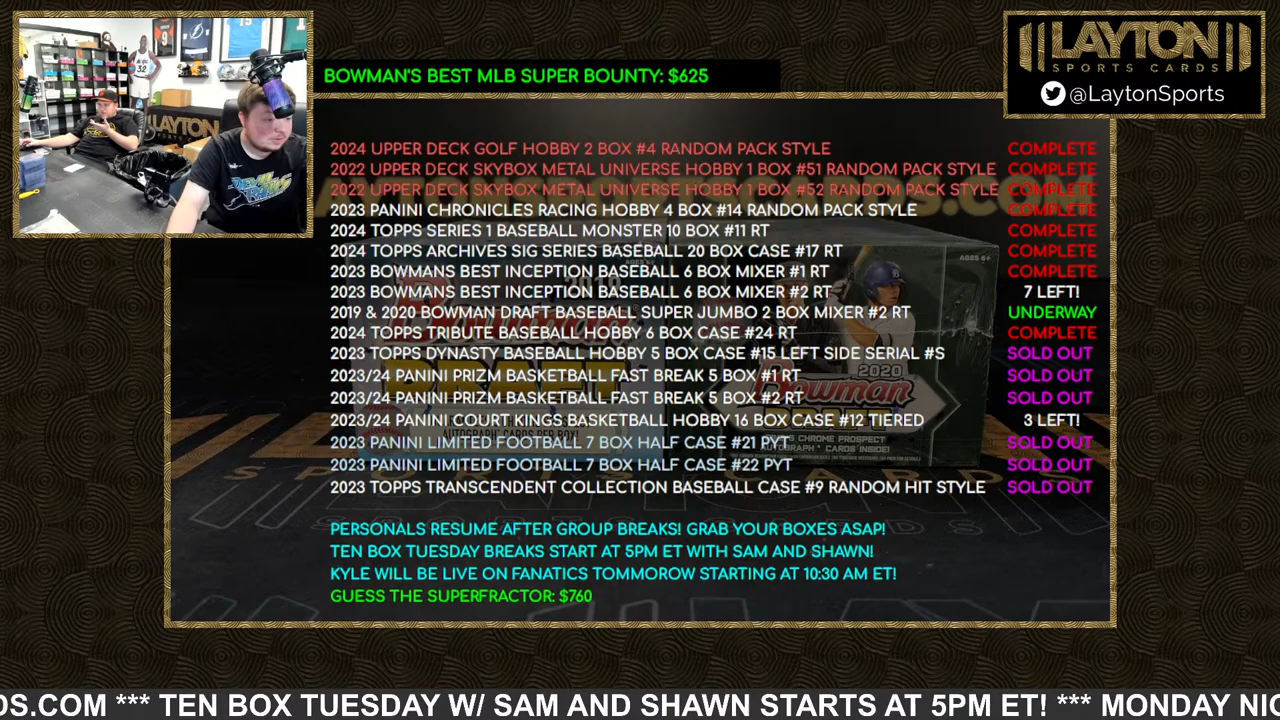 BOWMAN'S BEST MLB SUPER BOUNTY: $625
LAYTON
SPORTS CARDS
@LaytonSports
2024 UPPER DECK GOLF HOBBY 2 BOX #4 RANDOM PACK STYLE COMPLETE
2022 UPPER DECK SKYBOX METAL UNIVERSE HOBBY 1 BOX #51 RANDOM PACK STYLE COMPLETE
2022 UPPER DECK SKYBOX METAL UNIVERSE HOBBY 1 BOX #52 RANDOM PACK STYLE COMPLETE
2023 PANINI CHRONICLES RACING HOBBY 4 BOX #14 RANDOM PACK STYLE COMPLETE
2024 TOPPS SERIES 1 BASEBALL MONSTER 10 BOX #11 RT COMPLETE
2024 TOPPS ARCHIVES SIG SERIES BASEBALL 20 BOX CASE #17 RT COMPLETE
2023 BOWMANS BEST INCEPTION BASEBALL 6 BOX MIXER #1 RT COMPLETE
2023 BOWMANS BEST INCEPTION BASEBALL 6 BOX MIXER #2 RT 7 LEFT!
2019 & 2020 BOWMAN DRAFT BASEBALL SUPER JUMBO 2 BOX MIXER #2 RT UNDERWAY
2024 TOPPS TRIBUTE BASEBALL HOBBY 6 BOX CASE #24 RT COMPLETE
2023 TOPPS DYNASTY BASEBALL HOBBY 5 BOX CASE #15 LEFT SIDE SERIAL #S SOLD OUT
2023/24 PANINI PRIZM BASKETBALL FAST BREAK 5 BOX #1 RT SOLD OUT
2023/24 PANINI PRIZM BASKETBALL FAST BREAK 5 BOX #2 RT SOLD OUT
2023/24 PANINI COURT KINGS BASKETBALL HOBBY 16 BOX CASE #12 TIERED 3 LEFT!
2023 PANINI LIMITED FOOTBALL 7 BOX HALF CASE #21 PYT SOLD OUT
2023 PANINI LIMITED FOOTBALL 7 BOX HALF CASE #22 PYT SOLD OUT
2023 TOPPS TRANSCENDENT COLLECTION BASEBALL CASE #9 RANDOM HIT STYLE SOLD OUT
PERSONALS RESUME AFTER GROUP BREAKS! GRAB YOUR BOXES ASAP!
TEN BOX TUESDAY BREAKS START AT 5PM ET WITH SAM AND SHAWN!
KYLE WILL BE LIVE ON FANATICS TOMMOROW STARTING AT 10:30 AM ET!
GUESS THE SUPERFRACTOR: $760
DS.COM *** TEN BOX TUESDAY W/ SAM AND SHAWN STARTS AT 5PM ET! *** MONDAY NIG